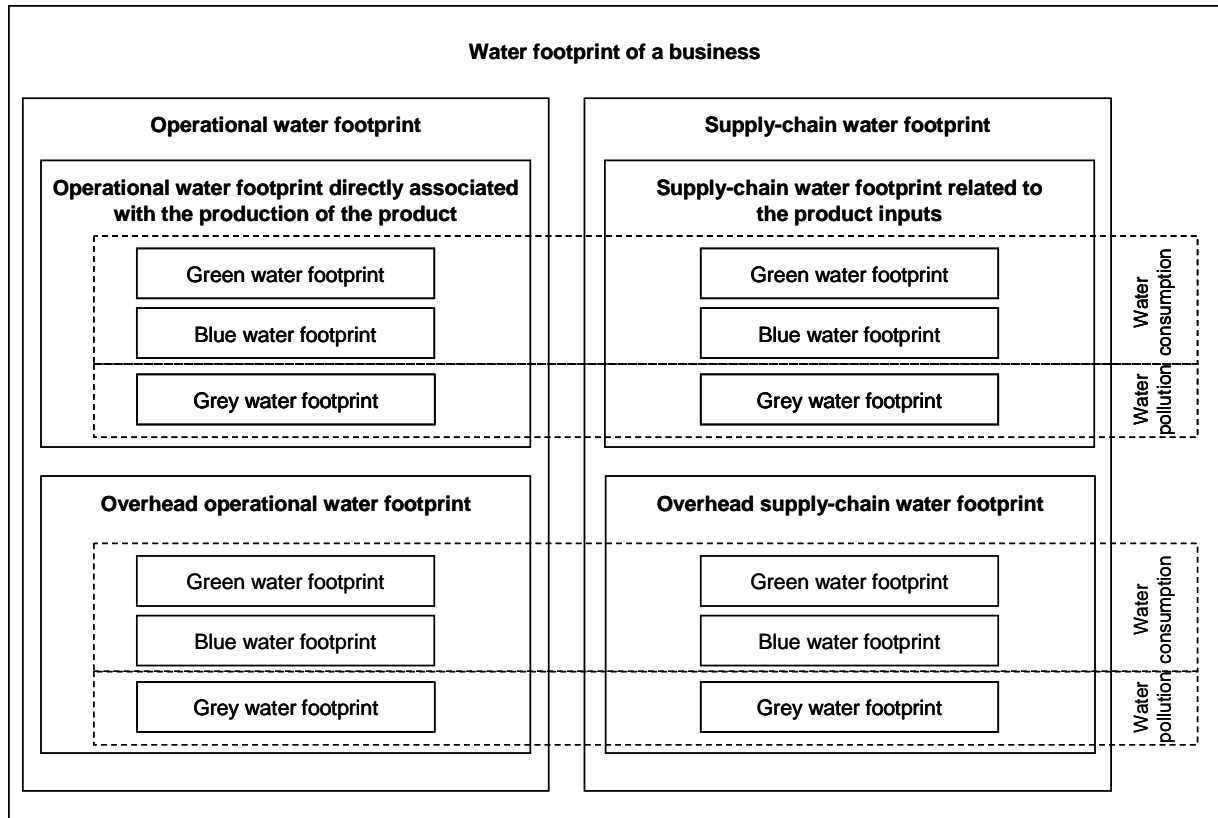 Water footprint of a business
Operational water footprint
Operational water footprint directly associated
with the production of the product
Green water footprint
Blue water footprint
Grey water footprint
Overhead operational water footprint
Green water footprint
Blue water footprint
Grey water footprint
Supply-chain water footprint
Supply-chain water footprint related to
the product inputs
Green water footprint
Blue water footprint
Grey water footprint
Overhead supply-chain water footprint
Green water footprint
Blue water footprint
Grey water footprint
Water
consumption
Water
pollution
Water
consumption
Water
pollution